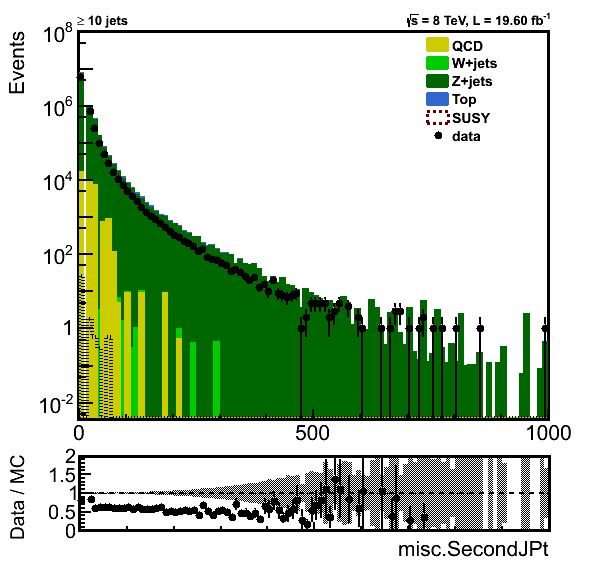 ≥ 10 jets √s = 8 TeV, L = 19.60 fb⁻¹
Events
10⁸
10⁶
10⁴
10²
1
10⁻²
QCD
W+jets
Z+jets
Top
SUSY
data
0 500 1000
Data / MC
2
1.5
1
0.5
0
misc.SecondJPt